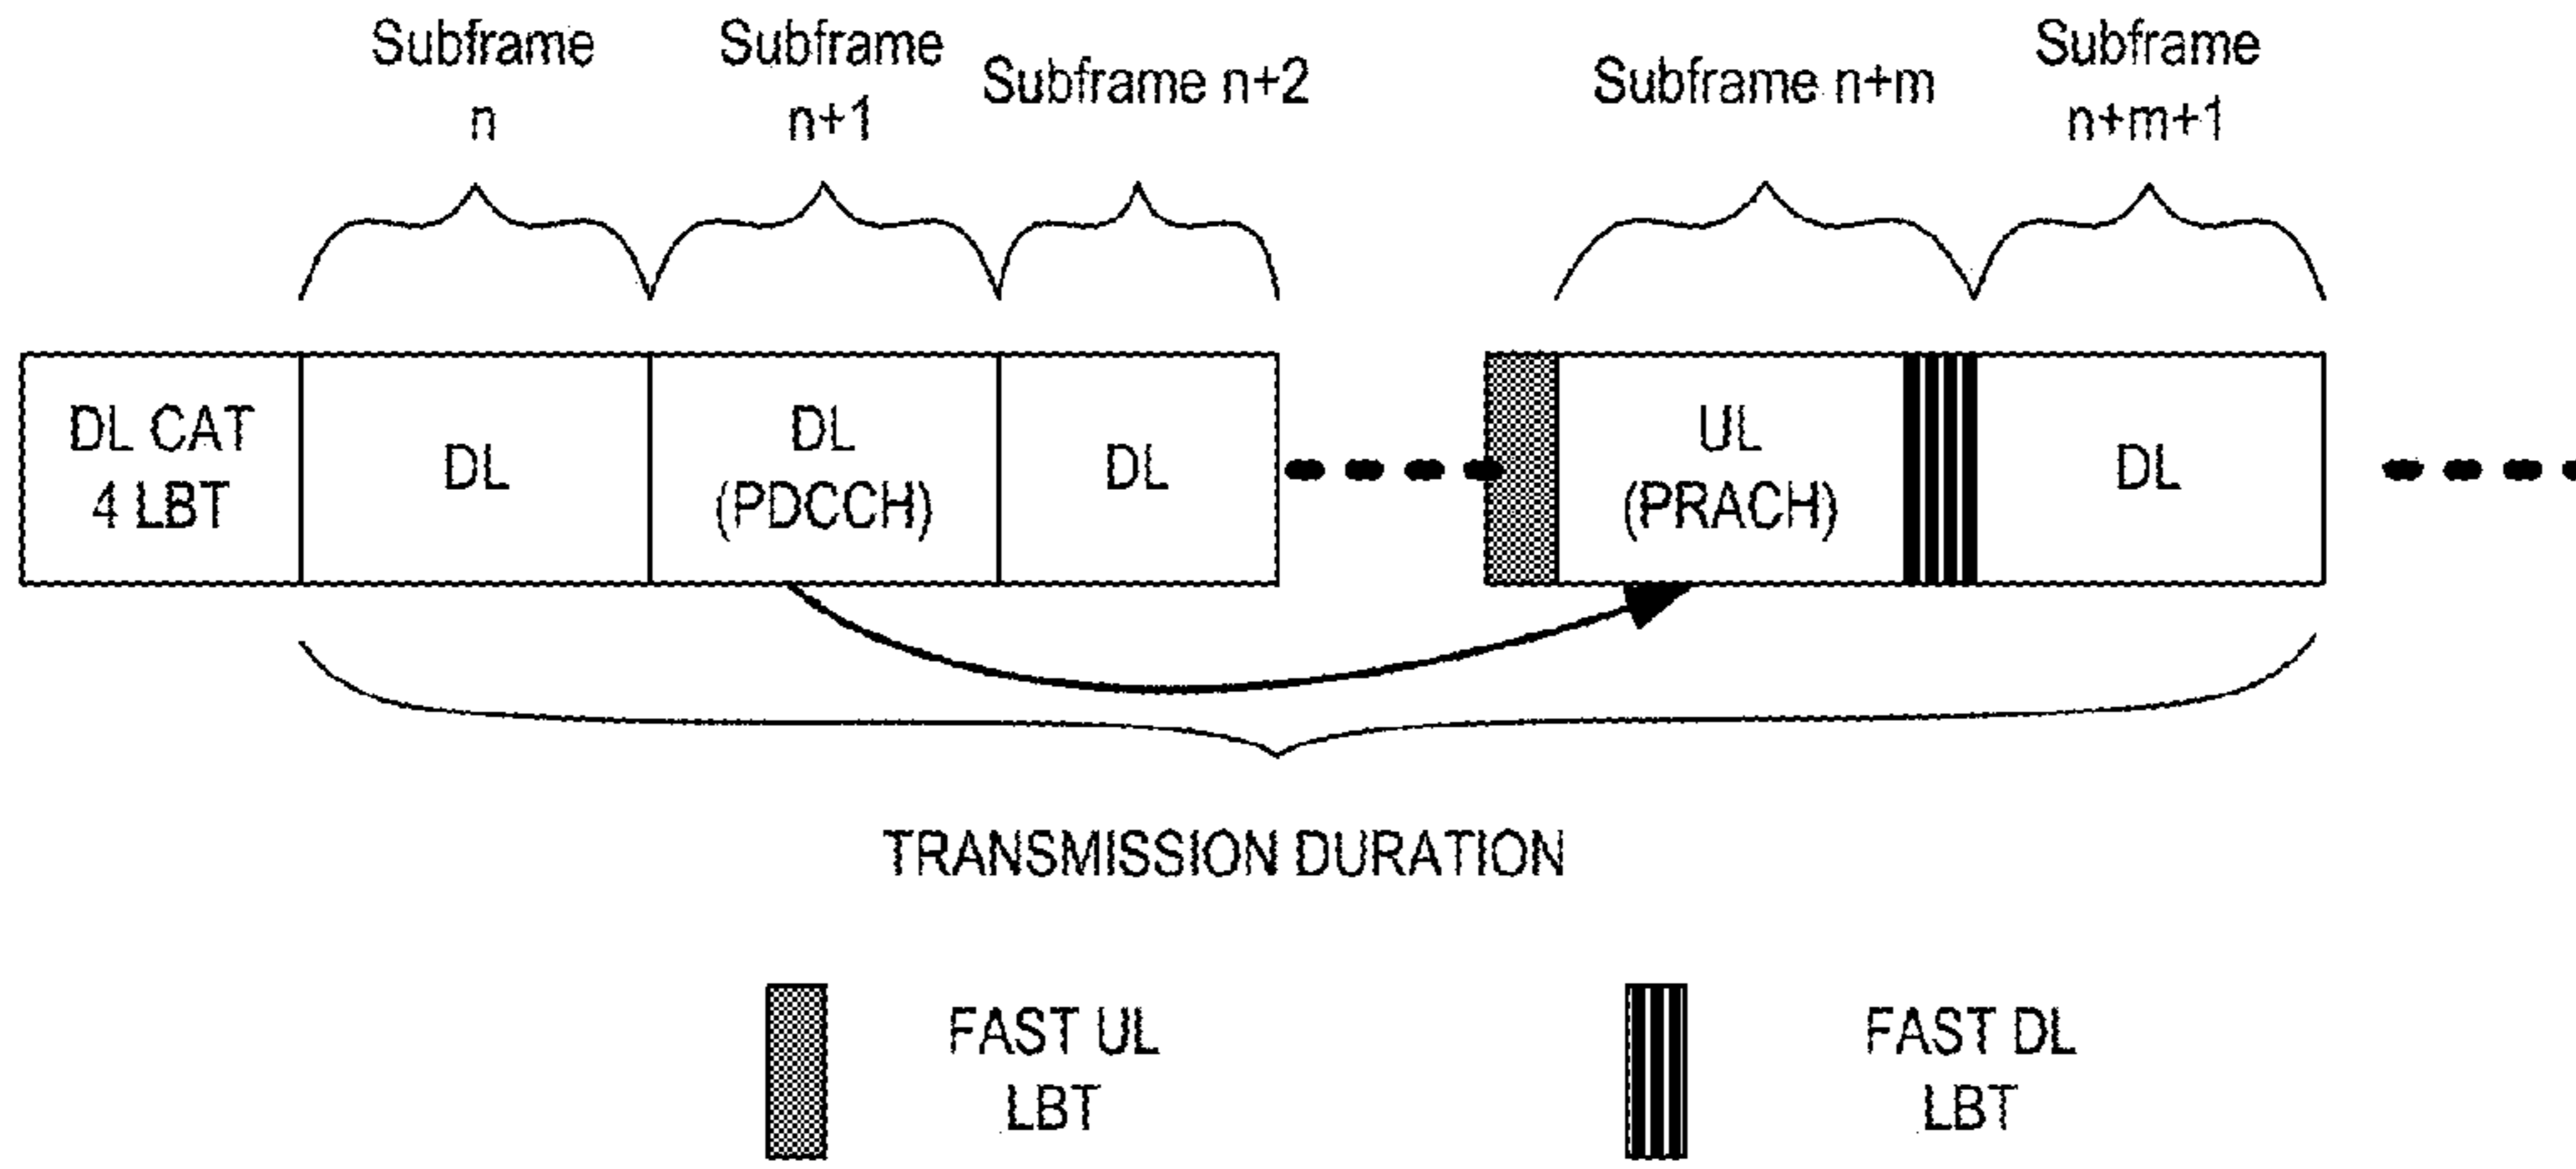 Subframe
n
Subframe
n+1
Subframe n+2
Subframe n+m
Subframe
n+m+1
DL CAT
4 LBT
DL
DL
(PDCCH)
DL
UL
(PRACH)
DL
TRANSMISSION DURATION
FAST UL
LBT
FAST DL
LBT